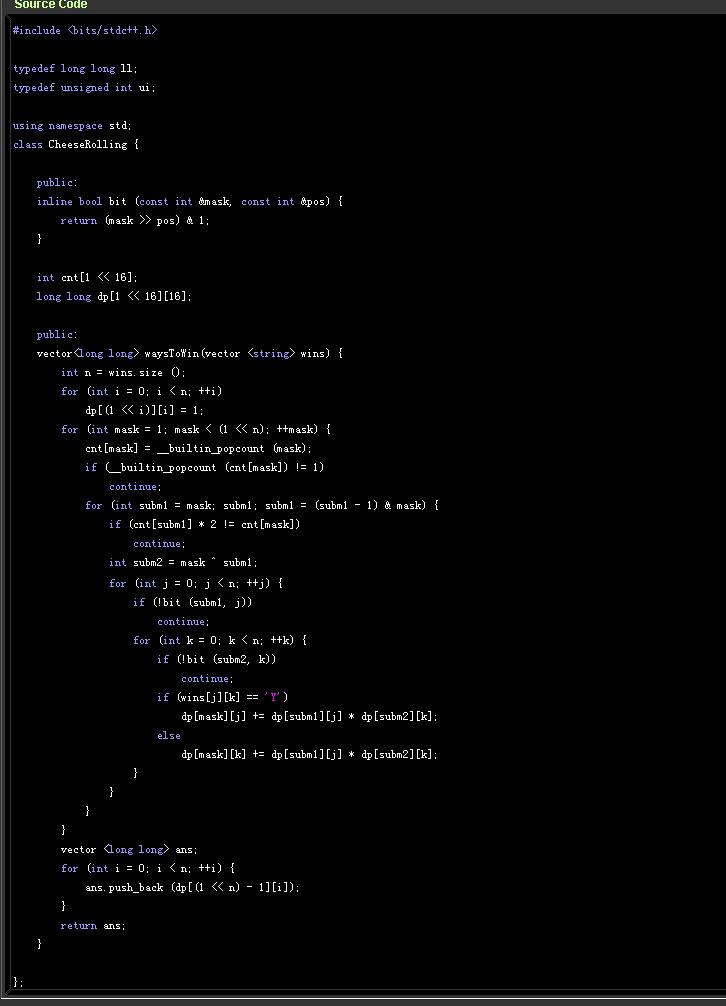 Source Code
#include <bits/stdc++.h>
typedef long long ll;
typedef unsigned int ui;
using namespace std;
class CheeseRolling {
public:
inline bool bit (const int &mask, const int &pos) {
return (mask >> pos) & 1;
}
int cnt[1 << 16];
long long dp[1 << 16][16];
public:
vector<long long> waysToWin(vector <string> wins) {
int n = wins.size ();
for (int i = 0; i < n; ++i)
dp[(1 << i)][i] = 1;
for (int mask = 1; mask < (1 << n); ++mask) {
cnt[mask] = __builtin_popcount (mask);
if (__builtin_popcount (cnt[mask]) != 1)
continue;
for (int subm1 = mask; subm1; subm1 = (subm1 - 1) & mask) {
if (cnt[subm1] * 2 != cnt[mask])
continue;
int subm2 = mask ^ subm1;
for (int j = 0; j < n; ++j) {
if (!bit (subm1, j))
continue;
for (int k = 0; k < n; ++k) {
if (!bit (subm2, k))
continue;
if (wins[j][k] == 'Y')
dp[mask][j] += dp[subm1][j] * dp[subm2][k];
else
dp[mask][k] += dp[subm1][j] * dp[subm2][k];
}
}
}
}
vector <long long> ans;
for (int i = 0; i < n; ++i) {
ans.push_back (dp[(1 << n) - 1][i]);
}
return ans;
}
};